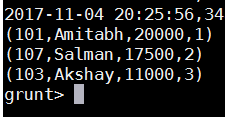 2017-11-04 20:25:56,34
(101,Amitabh,20000,1)
(107,Salman,17500,2)
(103,Akshay,11000,3)
grunt>